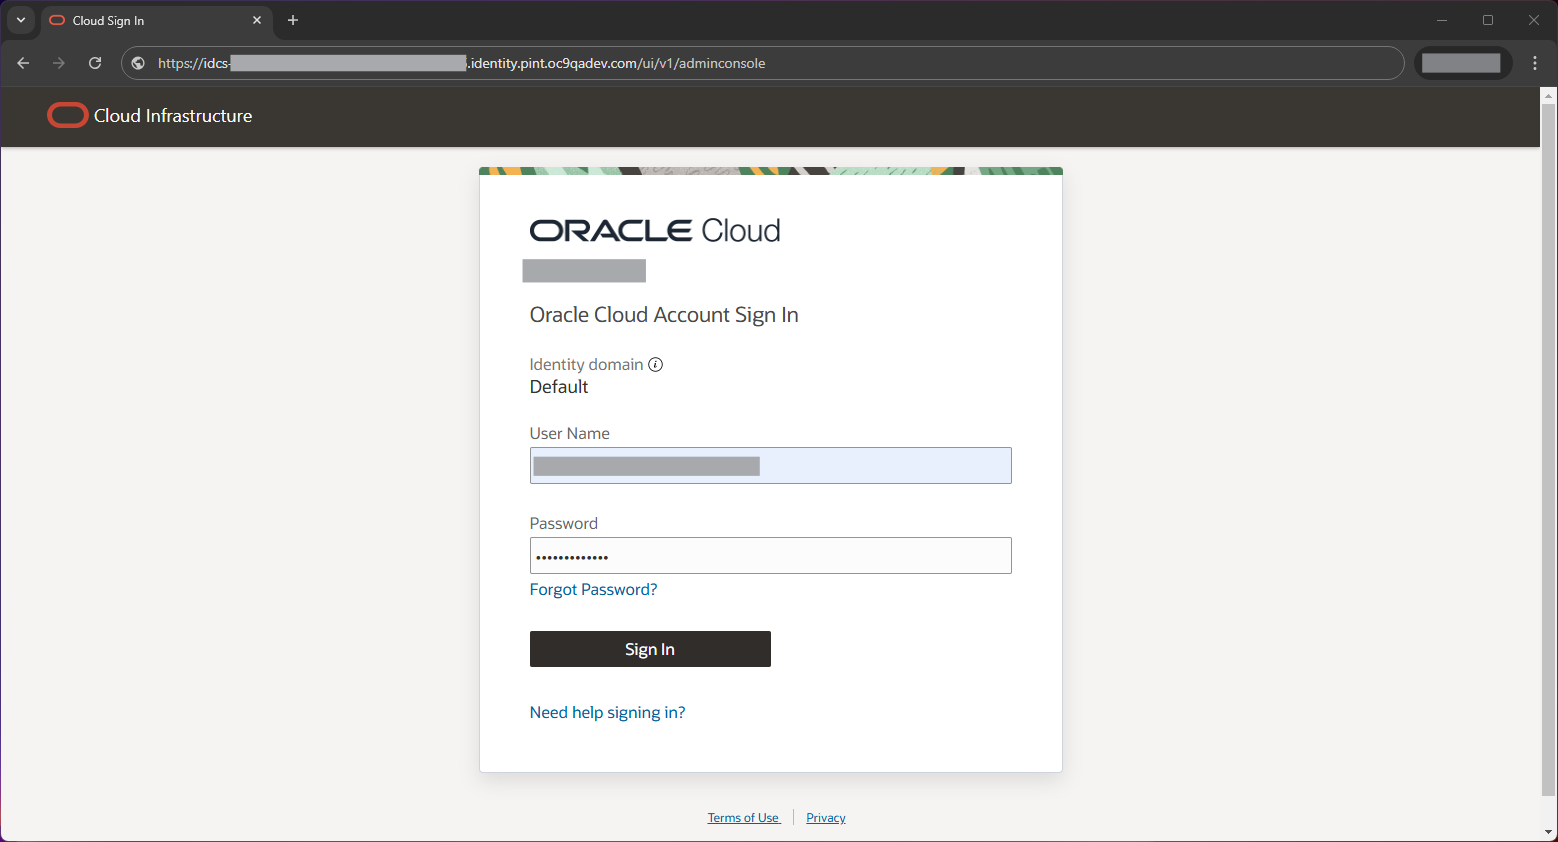 Cloud Sign In
https://idcs-.identity.pint.oc9qadev.com/ui/v1/adminconsole
Cloud Infrastructure
ORACLE Cloud
Oracle Cloud Account Sign In
Identity domain
Default
User Name
Password
•••••••••••••
Forgot Password?
Sign In
Need help signing in?
Terms of Use
Privacy